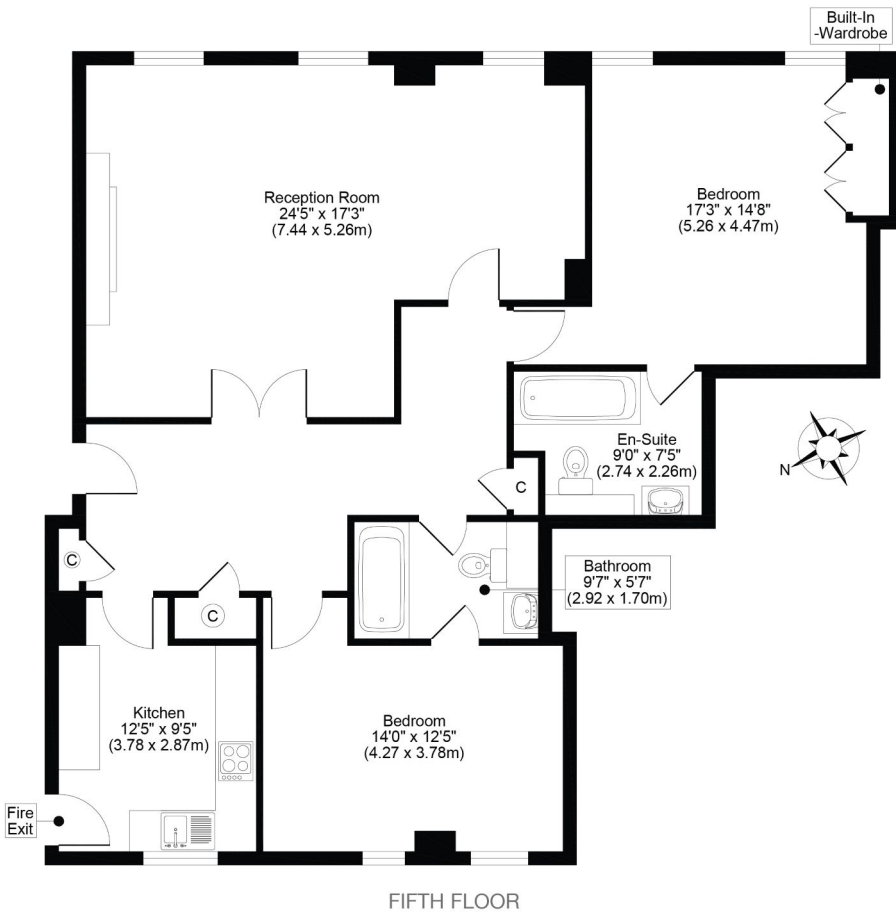 Built-In
-Wardrobe
Reception Room
24'5" x 17'3"
(7.44 x 5.26m)
Bedroom
17'3" x 14'8"
(5.26 x 4.47m)
En-Suite
9'0" x 7'5"
(2.74 x 2.26m)
N
C
C
C
Bathroom
9'7" x 5'7"
(2.92 x 1.70m)
Kitchen
12'5" x 9'5"
(3.78 x 2.87m)
Bedroom
14'0" x 12'5"
(4.27 x 3.78m)
Fire
Exit
FIFTH FLOOR